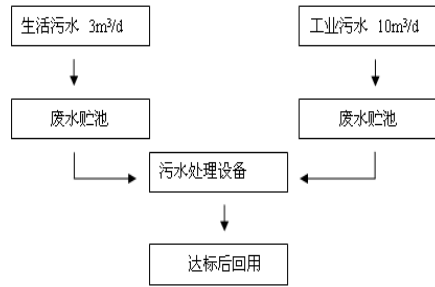 生活污水 3m³/d
工业污水 10m³/d
废水贮池
废水贮池
污水处理设备
达标后回用